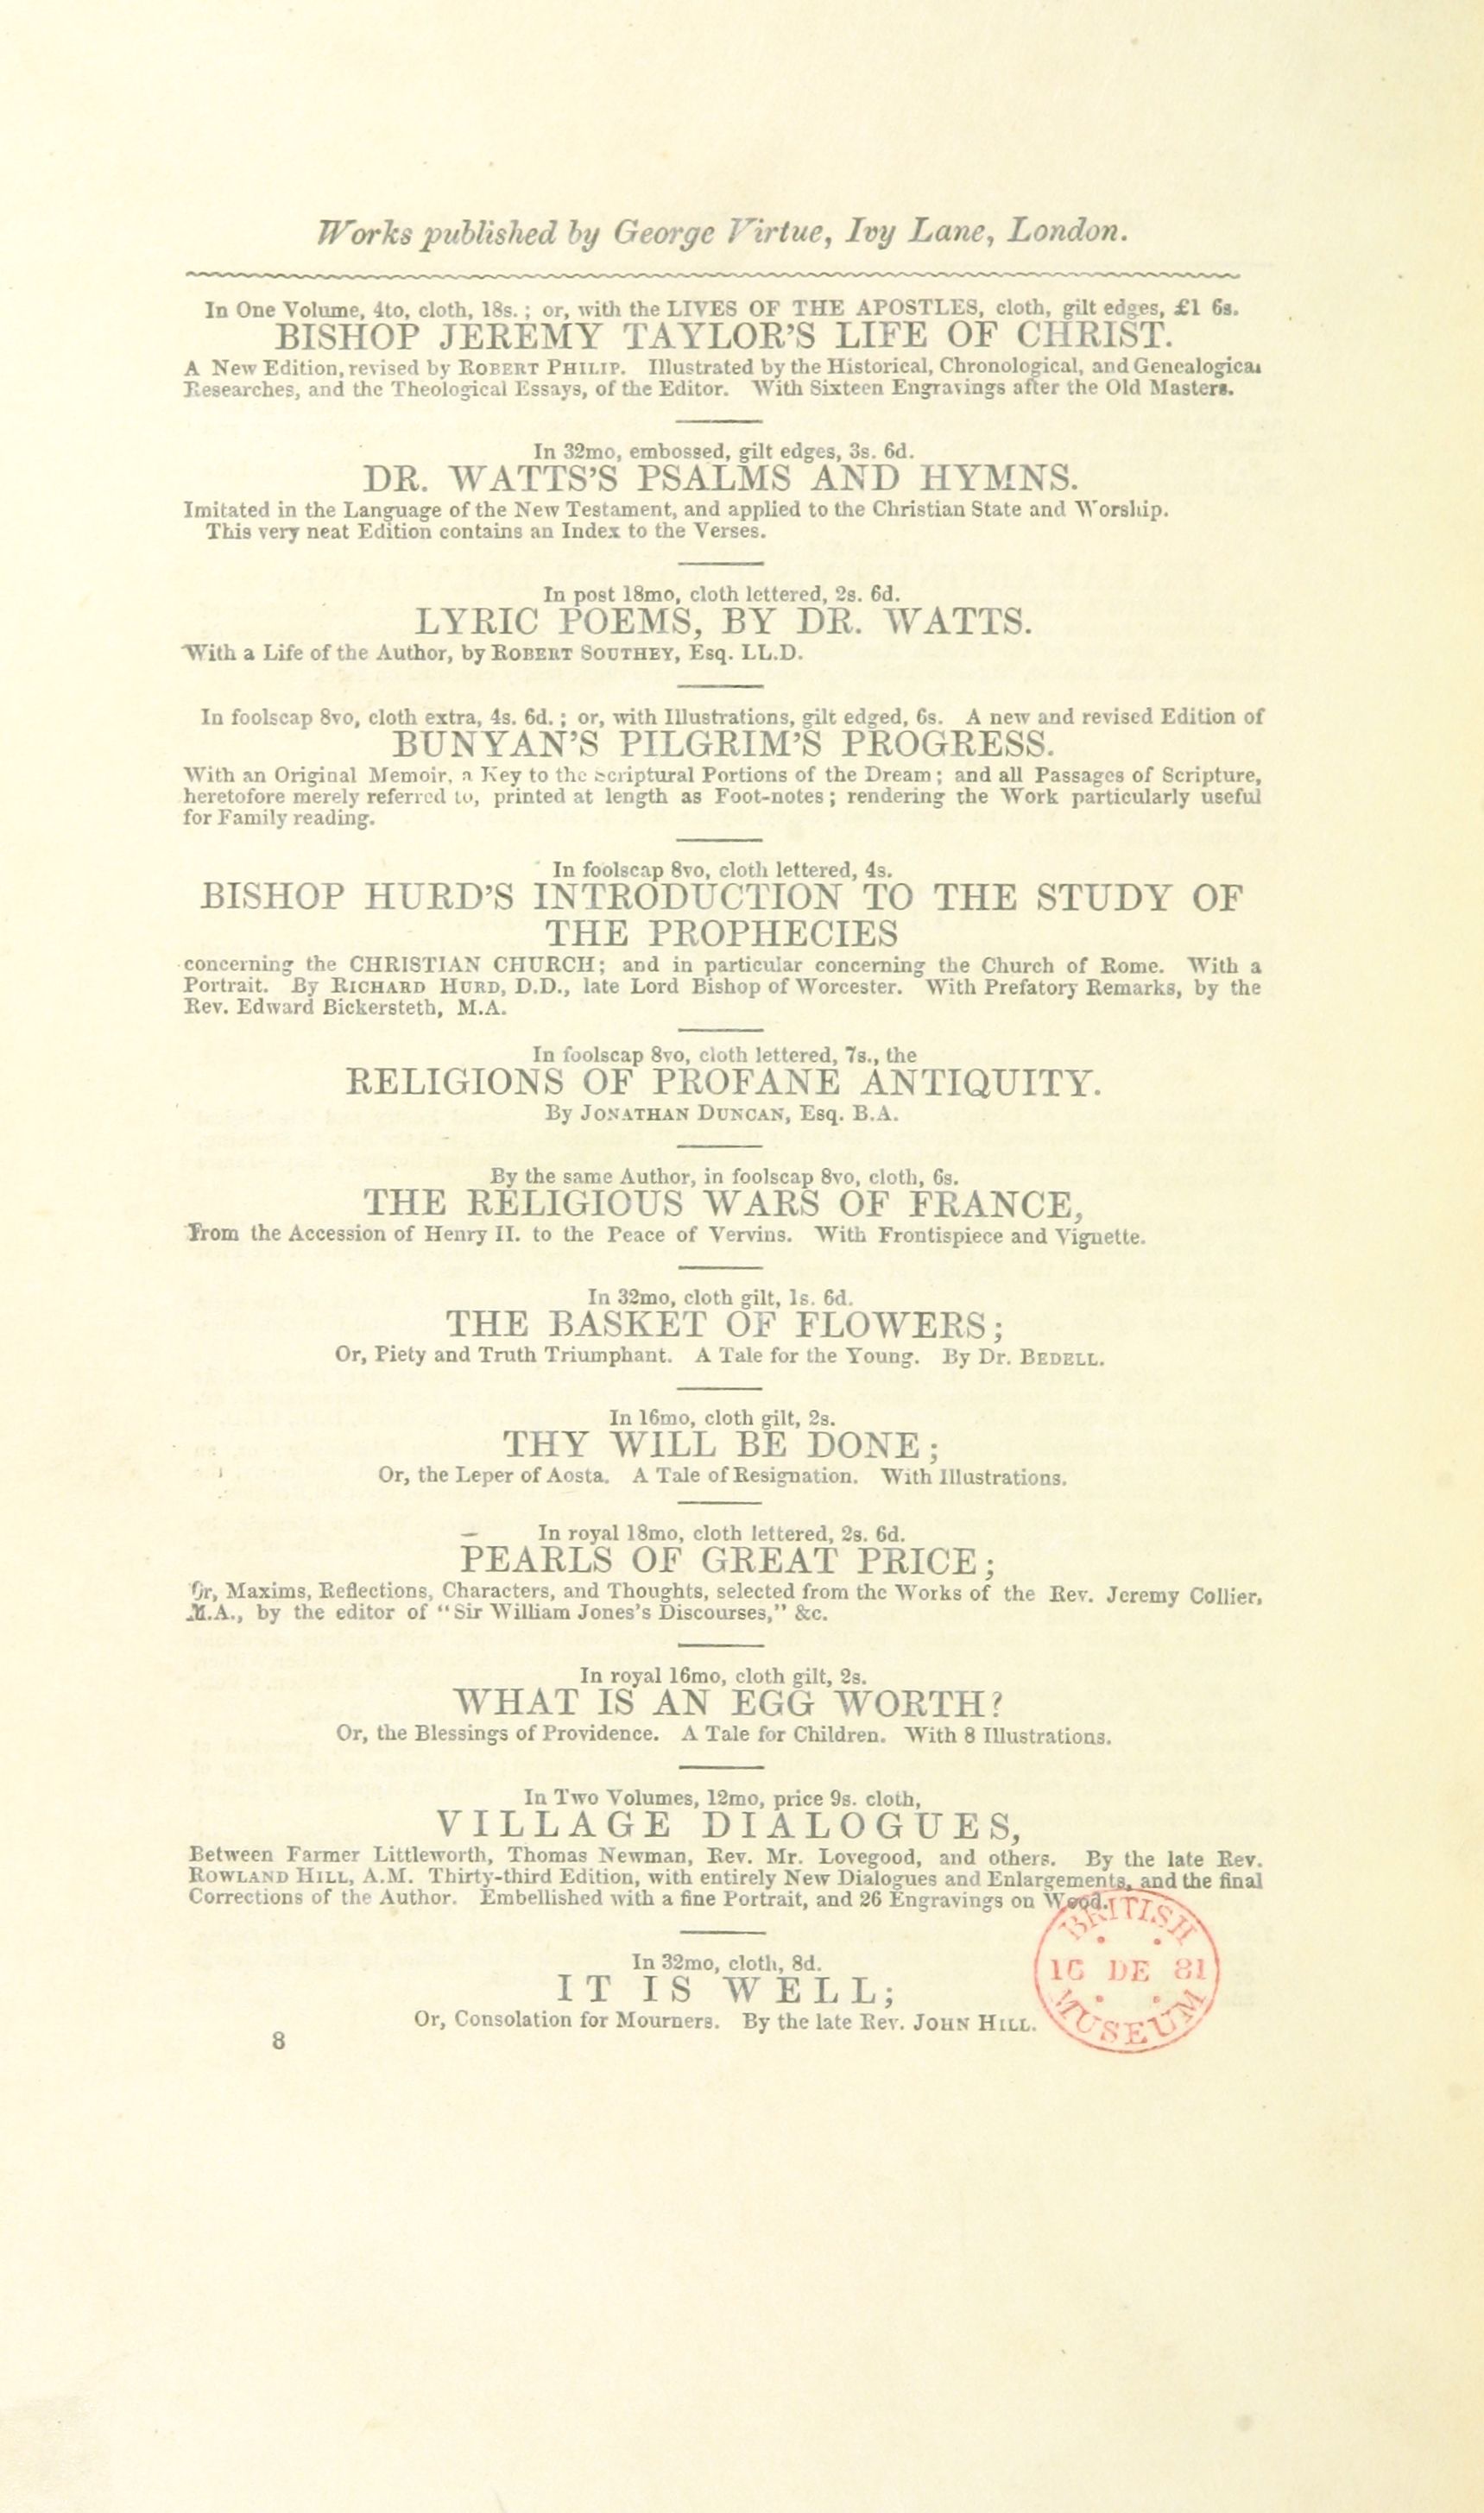 Works published by George Virtue, Ivy Lane, London.
In One Volume, 4to, cloth, 18s. ; or, with the LIVES OF THE APOSTLES, cloth, gilt edges, £1 6s.
BISHOP JEREMY TAYLOR'S LIFE OF CHRIST.
A New Edition, revised by ROBERT PHILIP. Illustrated by the Historical, Chronological, and Genealogical
Researches, and the Theological Essays, of the Editor. With Sixteen Engravings after the Old Masters.
In 32mo, embossed, gilt edges, 3s. 6d.
DR. WATTS'S PSALMS AND HYMNS.
Imitated in the Language of the New Testament, and applied to the Christian State and Worship.
This very neat Edition contains an Index to the Verses.
In post 18mo, cloth lettered, 2s. 6d.
LYRIC POEMS, BY DR. WATTS.
With a Life of the Author, by ROBERT SOUTHEY, Esq. LL.D.
In foolscap 8vo, cloth extra, 4s. 6d. ; or, with Illustrations, gilt edged, 6s. A new and revised Edition of
BUNYAN'S PILGRIM'S PROGRESS.
With an Original Memoir, a Key to the Scriptural Portions of the Dream ; and all Passages of Scripture,
heretofore merely referred to, printed at length as Foot-notes ; rendering the Work particularly useful
for Family reading.
In foolscap 8vo, cloth lettered, 4s.
BISHOP HURD'S INTRODUCTION TO THE STUDY OF
THE PROPHECIES
concerning the CHRISTIAN CHURCH; and in particular concerning the Church of Rome. With a
Portrait. By RICHARD HURD, D.D., late Lord Bishop of Worcester. With Prefatory Remarks, by the
Rev. Edward Bickersteth, M.A.
In foolscap 8vo, cloth lettered, 7s., the
RELIGIONS OF PROFANE ANTIQUITY.
By JONATHAN DUNCAN, Esq. B.A.
By the same Author, in foolscap 8vo, cloth, 6s.
THE RELIGIOUS WARS OF FRANCE,
From the Accession of Henry II. to the Peace of Vervins. With Frontispiece and Vignette.
In 32mo, cloth gilt, 1s. 6d.
THE BASKET OF FLOWERS ;
Or, Piety and Truth Triumphant. A Tale for the Young. By Dr. BEDELL.
In 16mo, cloth gilt, 2s.
THY WILL BE DONE ;
Or, the Leper of Aosta. A Tale of Resignation. With Illustrations.
In royal 18mo, cloth lettered, 2s. 6d.
PEARLS OF GREAT PRICE ;
Or, Maxims, Reflections, Characters, and Thoughts, selected from the Works of the Rev. Jeremy Collier,
M.A., by the editor of "Sir William Jones's Discourses," &c.
In royal 16mo, cloth gilt, 2s.
WHAT IS AN EGG WORTH?
Or, the Blessings of Providence. A Tale for Children. With 8 Illustrations.
In Two Volumes, 12mo, price 9s. cloth,
VILLAGE DIALOGUES,
Between Farmer Littleworth, Thomas Newman, Rev. Mr. Lovegood, and others. By the late Rev.
ROWLAND HILL, A.M. Thirty-third Edition, with entirely New Dialogues and Enlargements, and the final
Corrections of the Author. Embellished with a fine Portrait, and 26 Engravings on Wood.
In 32mo, cloth, 8d.
IT IS WELL;
Or, Consolation for Mourners. By the late Rev. JOHN HILL.
8
BRITISH
16 DE 81
MUSEUM